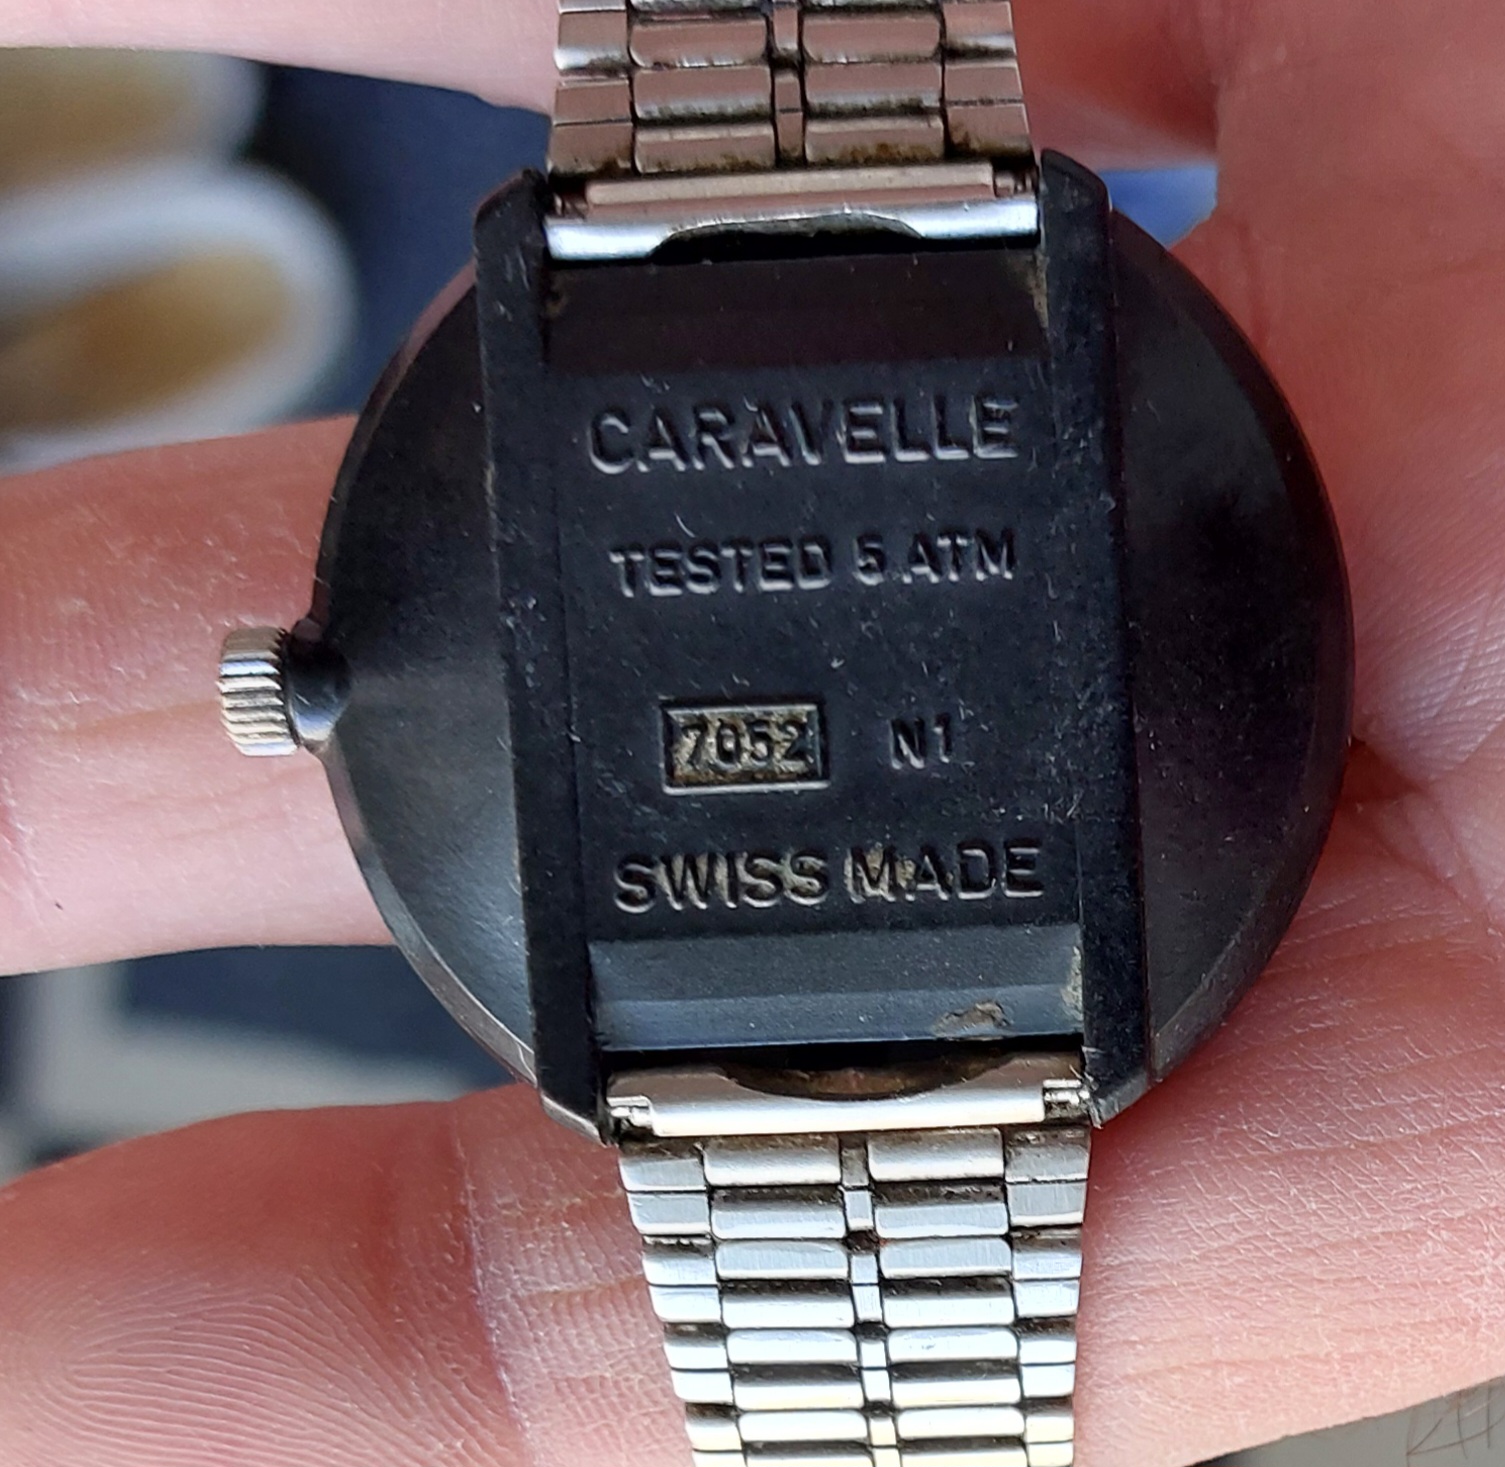 CARAVELLE
TESTED 5 ATM
7052 N1
SWISS MADE